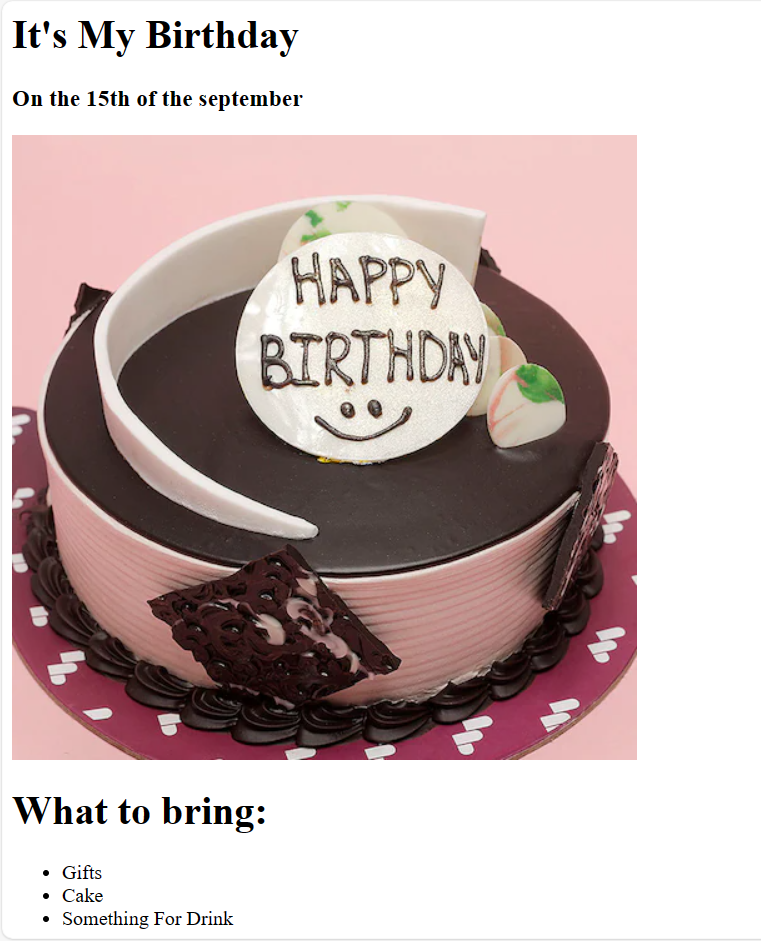 It's My Birthday
On the 15th of the september
HAPPY
BIRTHDAY
What to bring:
Gifts
Cake
Something For Drink